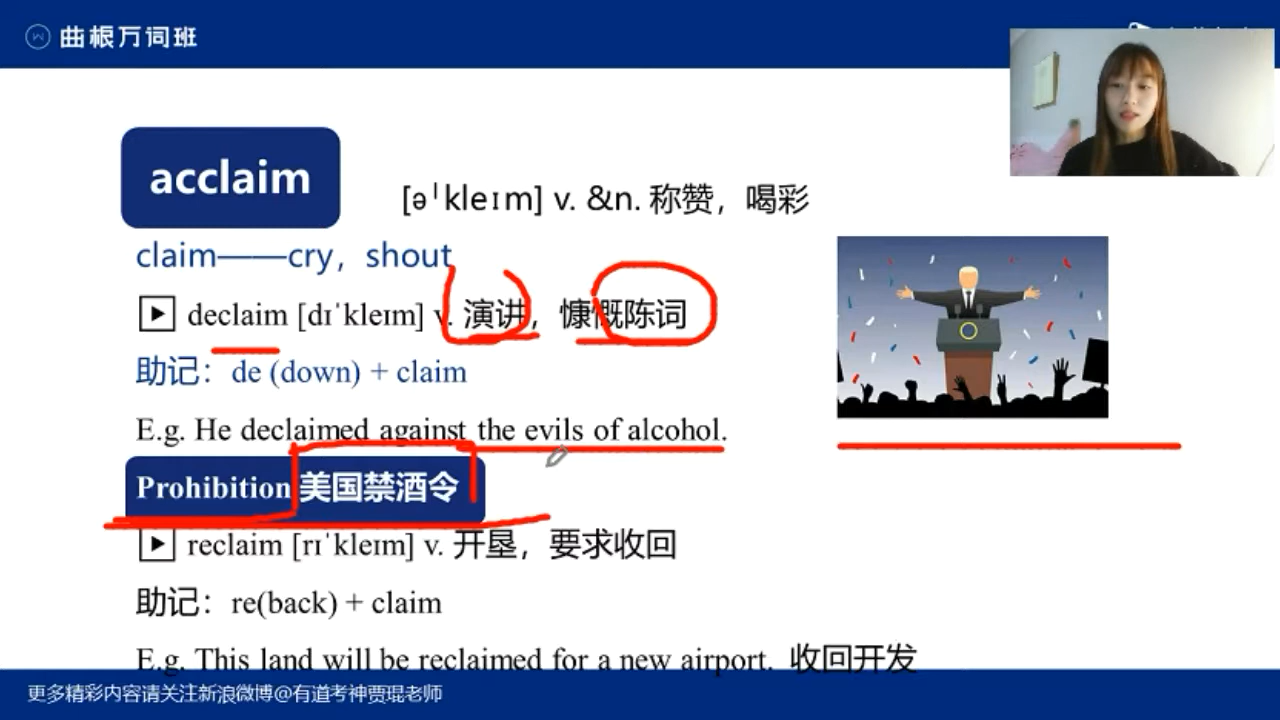 曲根万词班
acclaim
[əˈkleɪm] v. &n. 称赞，喝彩
claim——cry，shout
declaim [dɪˈkleɪm] v. 演讲，慷慨陈词
助记：de (down) + claim
E.g. He declaimed against the evils of alcohol.
Prohibition 美国禁酒令
reclaim [rɪˈkleɪm] v. 开垦，要求收回
助记：re(back) + claim
E.g. This land will be reclaimed for a new airport. 收回开发
更多精彩内容请关注新浪微博@有道考神贾琨老师